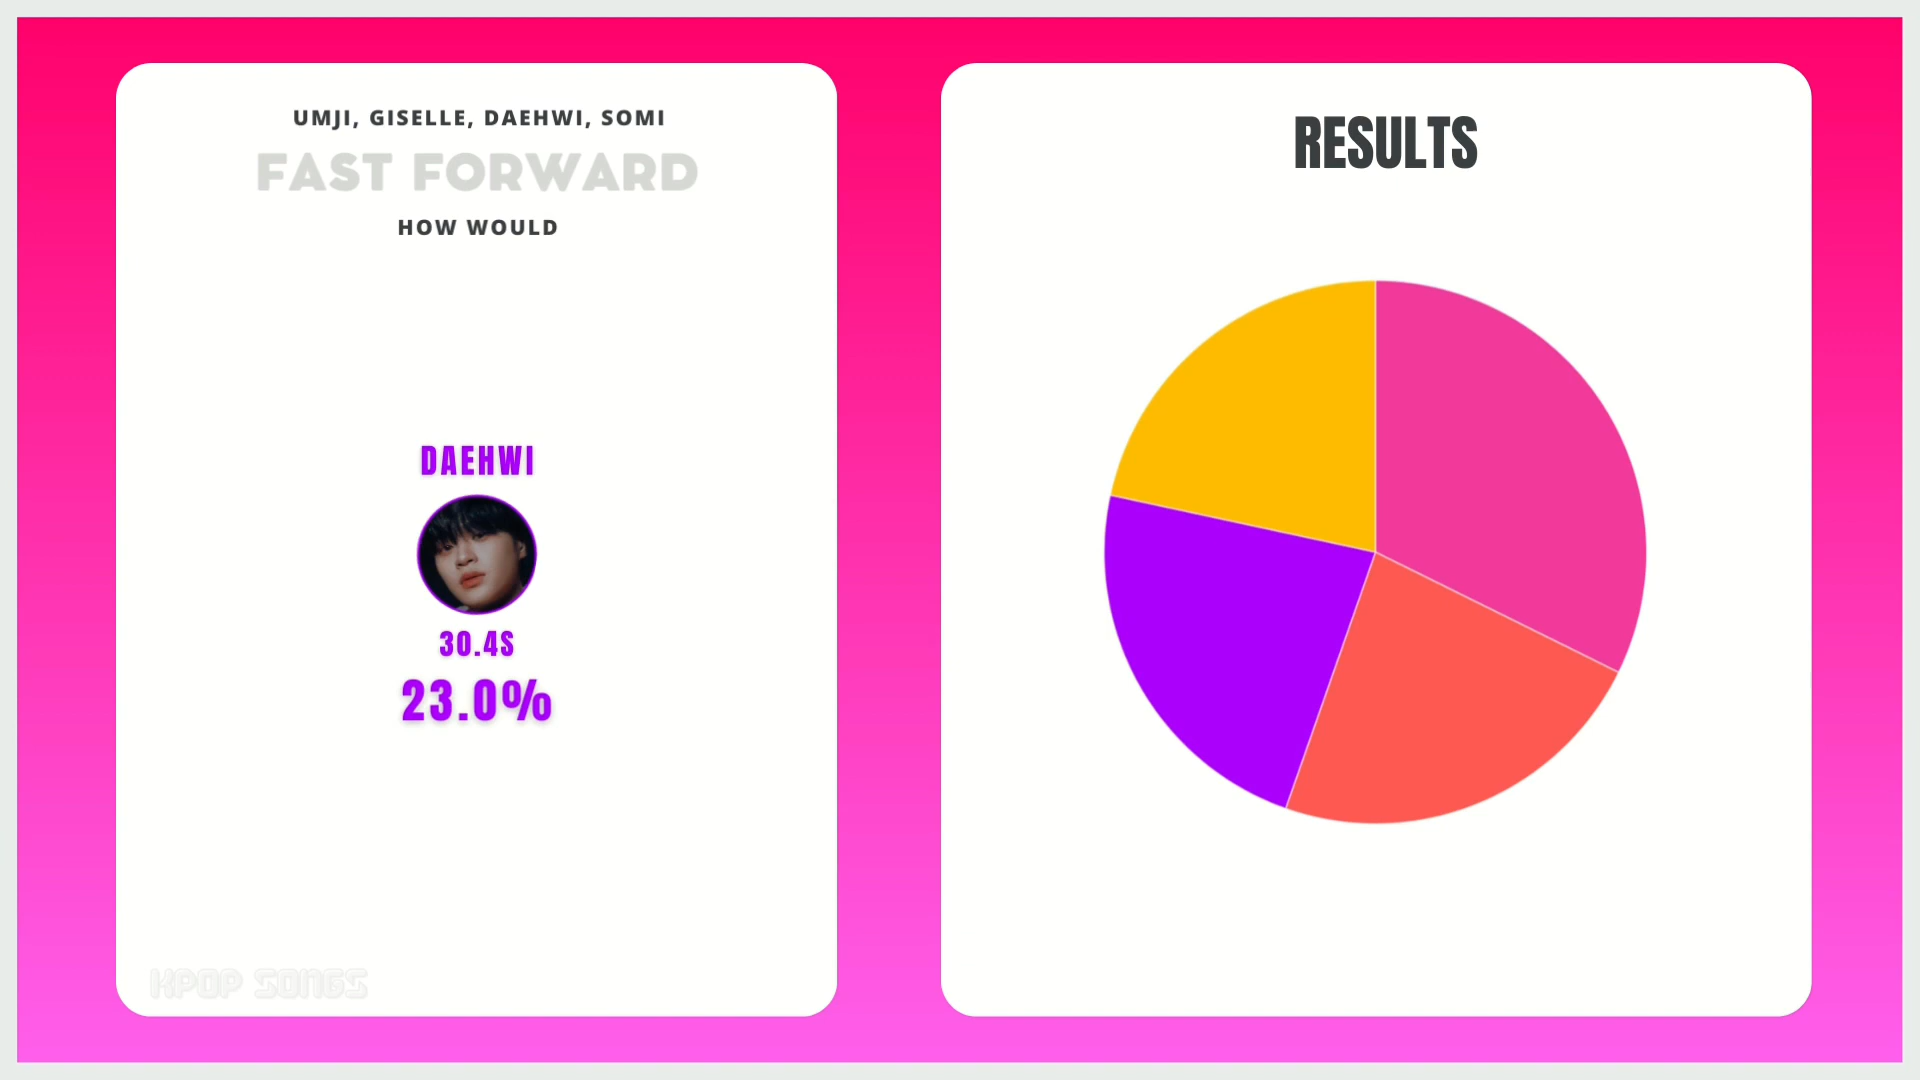 UMJI, GISELLE, DAEHWI, SOMI
FAST FORWARD
HOW WOULD
DAEHWI
30.4S
23.0%
KPOP SONGS
RESULTS